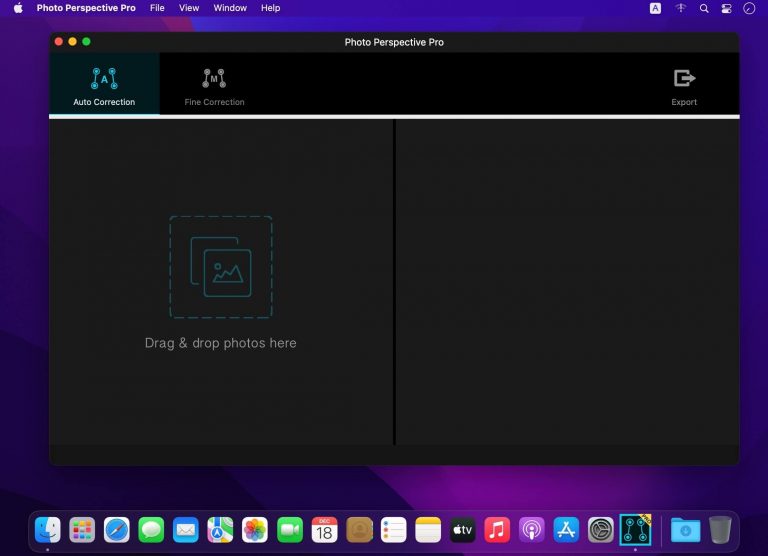 Photo Perspective Pro File View Window Help A
Photo Perspective Pro
A M
Auto Correction Fine Correction Export
Drag & drop photos here
DEC
18
tv